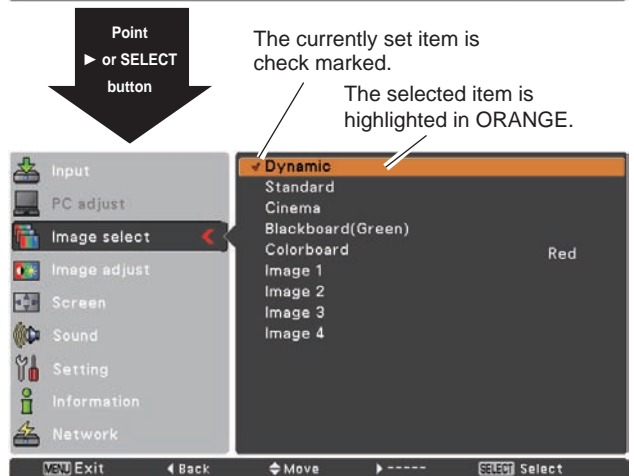 Point
► or SELECT
button
The currently set item is
check marked.
The selected item is
highlighted in ORANGE.
Input
PC adjust
Image select
Image adjust
Screen
Sound
Setting
Information
Network
Dynamic
Standard
Cinema
Blackboard(Green)
Colorboard Red
Image 1
Image 2
Image 3
Image 4
MENU Exit ◀ Back Move ▶ ----- SELECT Select